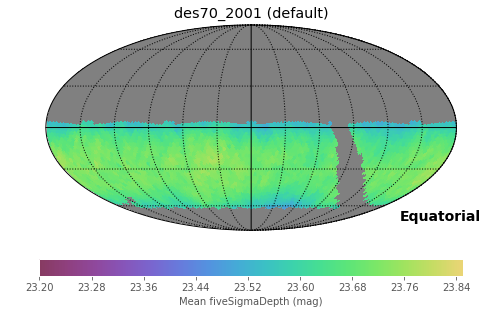 des70_2001 (default)
Equatorial
23.20 23.28 23.36 23.44 23.52 23.60 23.68 23.76 23.84
Mean fiveSigmaDepth (mag)